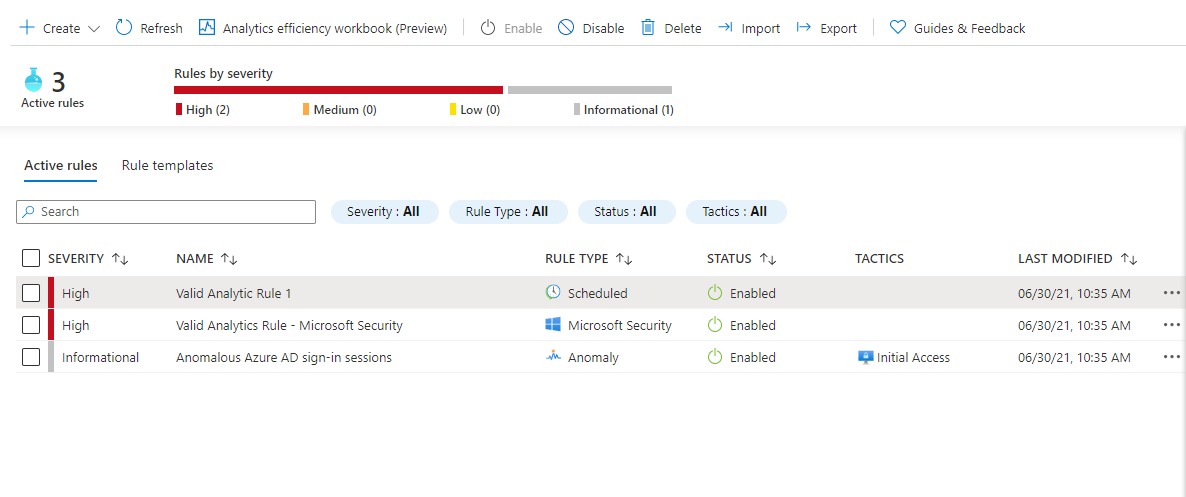 Create Refresh Analytics efficiency workbook (Preview) Enable Disable Delete Import Export Guides & Feedback
3
Active rules
Rules by severity
High (2) Medium (0) Low (0) Informational (1)
Active rules Rule templates
Search Severity : All Rule Type : All Status : All Tactics : All
SEVERITY NAME RULE TYPE STATUS TACTICS LAST MODIFIED
High Valid Analytic Rule 1 Scheduled Enabled 06/30/21, 10:35 AM
High Valid Analytics Rule - Microsoft Security Microsoft Security Enabled 06/30/21, 10:35 AM
Informational Anomalous Azure AD sign-in sessions Anomaly Enabled Initial Access 06/30/21, 10:35 AM